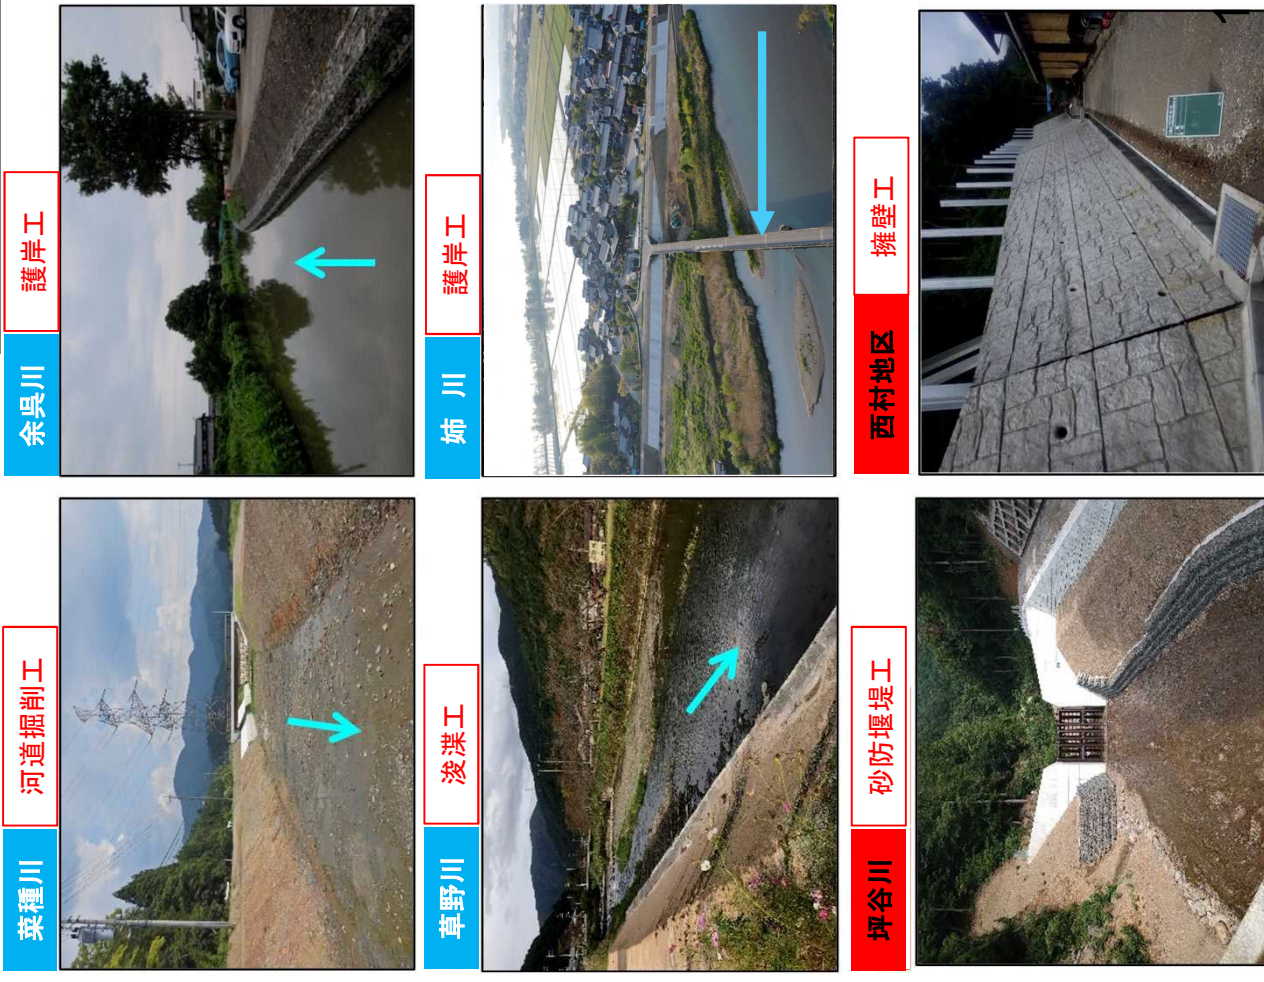 菜種川 河道掘削工
余呉川 護岸工
草野川 浚渫工
姉 川 護岸工
坪谷川 砂防堰堤工
西村地区 擁壁工